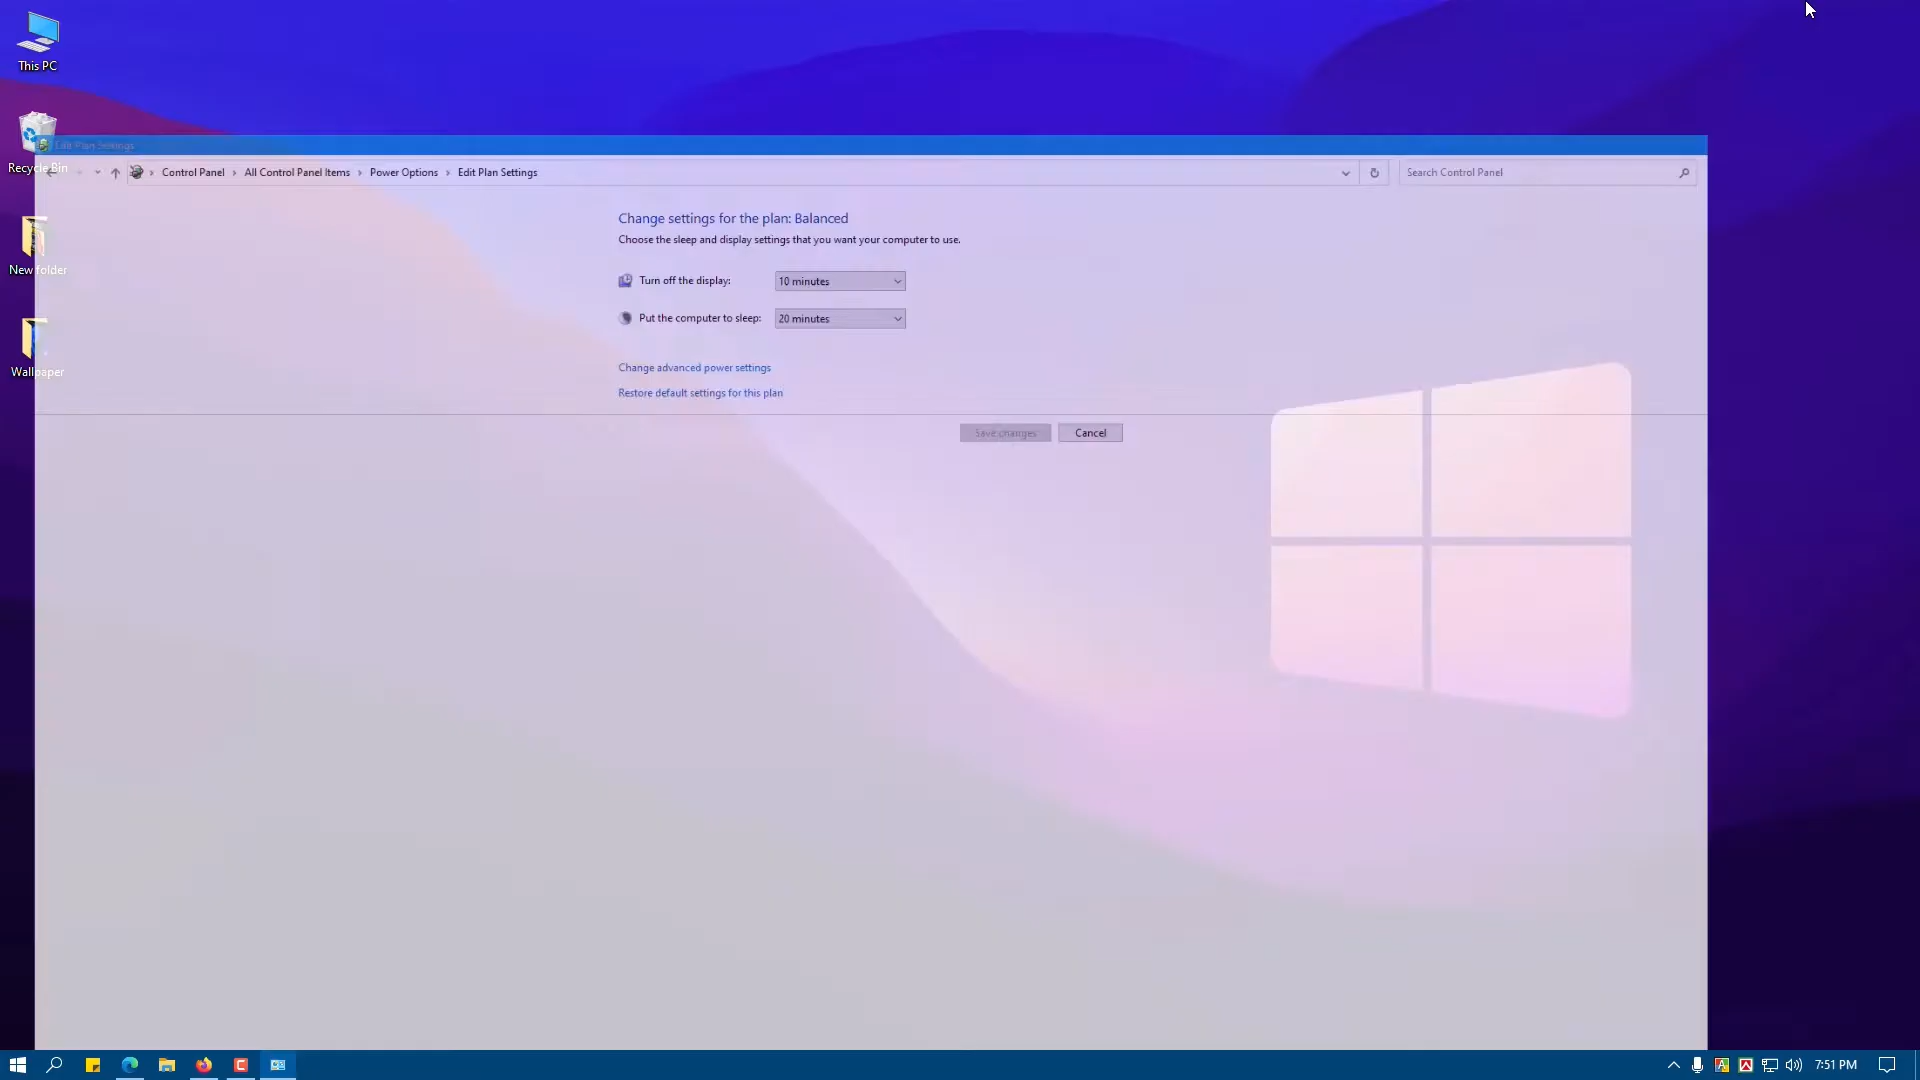 This PC
Recycle Bin
New folder
Wallpaper
Edit Plan Settings
Control Panel
All Control Panel Items
Power Options
Edit Plan Settings
Search Control Panel
Change settings for the plan: Balanced
Choose the sleep and display settings that you want your computer to use.
Turn off the display:
10 minutes
Put the computer to sleep:
20 minutes
Change advanced power settings
Restore default settings for this plan
Save changes
Cancel
7:51 PM